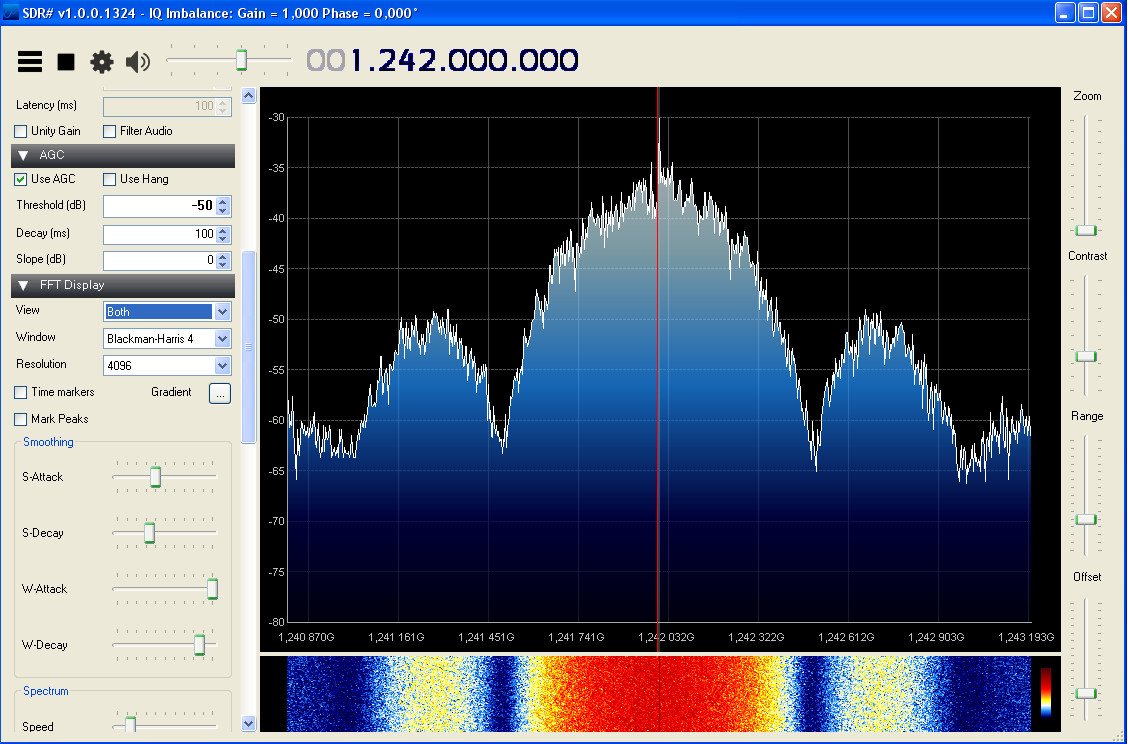 SDR# v1.0.0.1324 - IQ Imbalance: Gain = 1,000 Phase = 0,000°
001.242.000.000
Latency (ms) 100
Unity Gain Filter Audio
AGC
Use AGC Use Hang
Threshold (dB) -50
Decay (ms) 100
Slope (dB) 0
FFT Display
View Both
Window Blackman-Harris 4
Resolution 4096
Time markers Gradient ...
Mark Peaks
Smoothing
S-Attack
S-Decay
W-Attack
W-Decay
Spectrum
Speed
-30
-35
-40
-45
-50
-55
-60
-65
-70
-75
-80
1,240 870G 1,241 161G 1,241 451G 1,241 741G 1,242 032G 1,242 322G 1,242 612G 1,242 903G 1,243 193G
Zoom
Contrast
Range
Offset